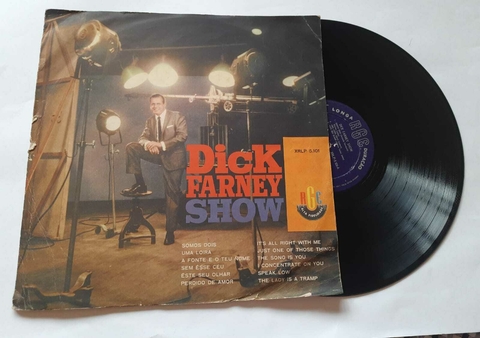 Dick
FARNEY
SHOW
RGE
SOMOS DOIS
UMA LOIRA
A FONTE E O TEU NOME
SEM ESSE CEU
ESTE SEU OLHAR
PERDIDO DE AMOR
IT'S ALL RIGHT WITH ME
JUST ONE OF THOSE THINGS
THE SONG IS YOU
I CONCENTRATE ON YOU
SPEAK LOW
THE LADY IS A TRAMP
RGE